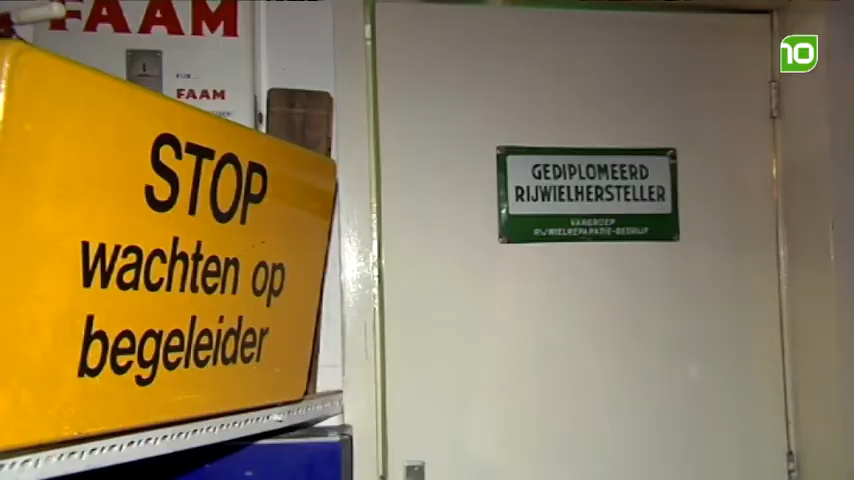 FAAM
FAAM
STOP
wachten op
begeleider
GEDIPLOMEERD
RIJWIELHERSTELLER
VAKGROEP
RIJWIELREPARATIE-BEDRIJF
10